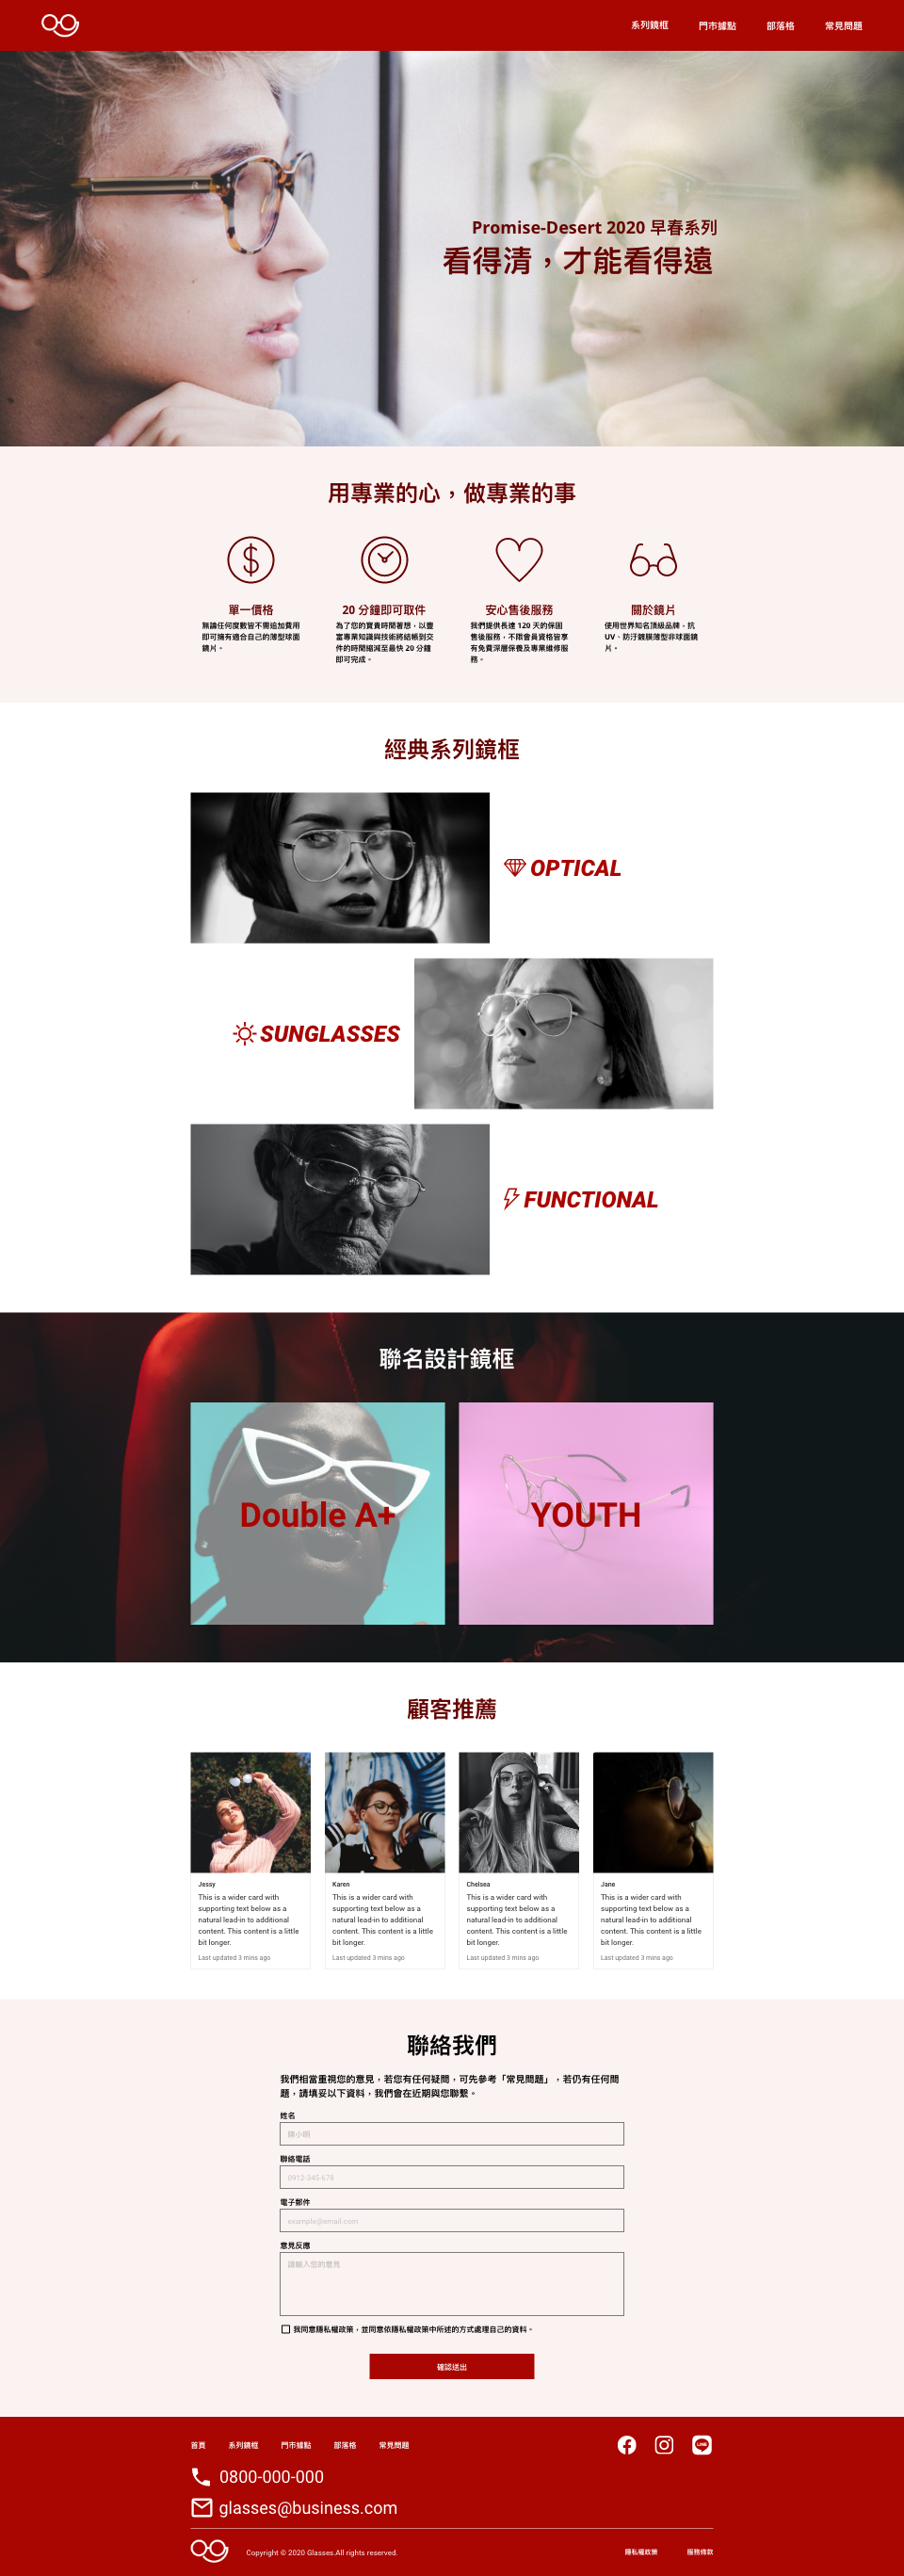 系列鏡框 門市據點 部落格 常見問題
Promise-Desert 2020 早春系列
看得清，才能看得遠
用專業的心，做專業的事
單一價格
無論任何度數皆不需追加費用
即可擁有適合自己的薄型球面
鏡片。
20 分鐘即可取件
為了您的寶貴時間著想，以豐
富專業知識與技術將結帳到交
件的時間縮減至最快 20 分鐘
即可完成。
安心售後服務
我們提供長達 120 天的保固
售後服務，不限會員資格皆享
有免費深層保養及專業維修服
務。
關於鏡片
使用世界知名頂級品牌，抗
UV、防汙鍍膜薄型非球面鏡
片。
經典系列鏡框
OPTICAL
SUNGLASSES
FUNCTIONAL
聯名設計鏡框
Double A+
YOUTH
顧客推薦
Jessy
This is a wider card with
supporting text below as a
natural lead-in to additional
content. This content is a little
bit longer.
Last updated 3 mins ago
Karen
This is a wider card with
supporting text below as a
natural lead-in to additional
content. This content is a little
bit longer.
Last updated 3 mins ago
Chelsea
This is a wider card with
supporting text below as a
natural lead-in to additional
content. This content is a little
bit longer.
Last updated 3 mins ago
Jane
This is a wider card with
supporting text below as a
natural lead-in to additional
content. This content is a little
bit longer.
Last updated 3 mins ago
聯絡我們
我們相當重視您的意見，若您有任何疑問，可先參考「常見問題」，若仍有任何問
題，請填妥以下資料，我們會在近期與您聯繫。
姓名
陳小明
聯絡電話
0912-345-678
電子郵件
example@email.com
意見反應
請輸入您的意見
我同意隱私權政策，並同意依隱私權政策中所述的方式處理自己的資料。
確認送出
首頁 系列鏡框 門市據點 部落格 常見問題
LINE
0800-000-000
glasses@business.com
Copyright © 2020 Glasses.All rights reserved.
隱私權政策 服務條款